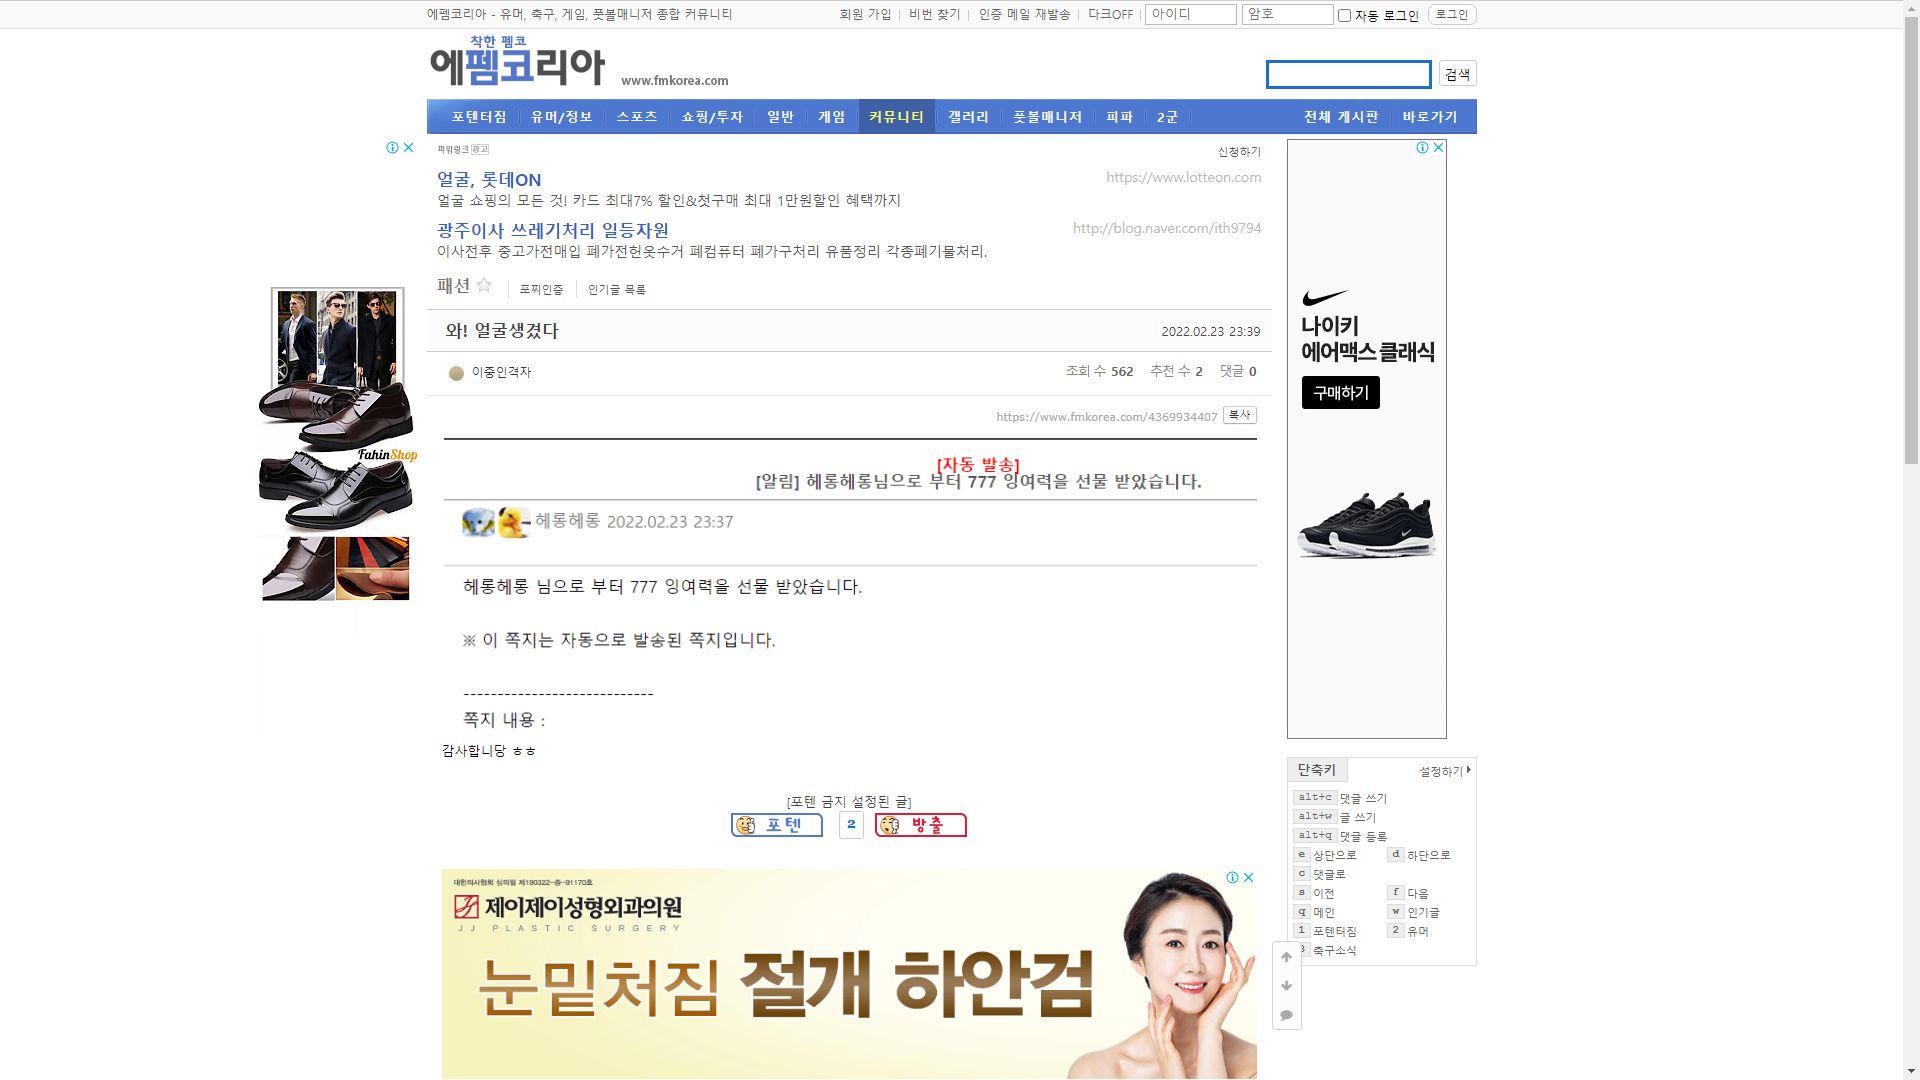 에펨코리아 - 유머, 축구, 게임, 풋볼매니저 종합 커뮤니티
회원 가입 비번 찾기 인증 메일 재발송 다크OFF 아이디 암호 자동 로그인 로그인
착한 펨코
에펨코리아 www.fmkorea.com
검색
포텐터짐 유머/정보 스포츠 쇼핑/투자 일반 게임 커뮤니티 갤러리 풋볼매니저 피파 2군 전체 게시판 바로가기
파워링크 광고 신청하기
얼굴, 롯데ON https://www.lotteon.com
얼굴 쇼핑의 모든 것! 카드 최대7% 할인&첫구매 최대 1만원할인 혜택까지
광주이사 쓰레기처리 일등자원 http://blog.naver.com/ith9794
이사전후 중고가전매입 폐가전헌옷수거 폐컴퓨터 폐가구처리 유품정리 각종폐기물처리.
패션 포찌인증 인기글 목록
와! 얼굴생겼다 2022.02.23 23:39
이중인격자 조회 수 562 추천 수 2 댓글 0
https://www.fmkorea.com/4369934407 복사
[자동 발송]
[알림] 헤롱헤롱님으로 부터 777 잉여력을 선물 받았습니다.
헤롱헤롱 2022.02.23 23:37
헤롱헤롱 님으로 부터 777 잉여력을 선물 받았습니다.
※ 이 쪽지는 자동으로 발송된 쪽지입니다.
----------------------------
쪽지 내용 :
감사합니당 ㅎㅎ
[포텐 금지 설정된 글]
포텐 2 방출
대한의사협회 심의필 제190322-중-91170호
제이제이성형외과의원
JJ PLASTIC SURGERY
눈밑처짐 절개 하안검
FahinShop
나이키
에어맥스 클래식
구매하기
단축키 설정하기
alt+c 댓글 쓰기
alt+w 글 쓰기
alt+q 댓글 등록
e 상단으로 d 하단으로
c 댓글로
s 이전 f 다음
q 메인 w 인기글
1 포텐터짐 2 유머
3 축구소식